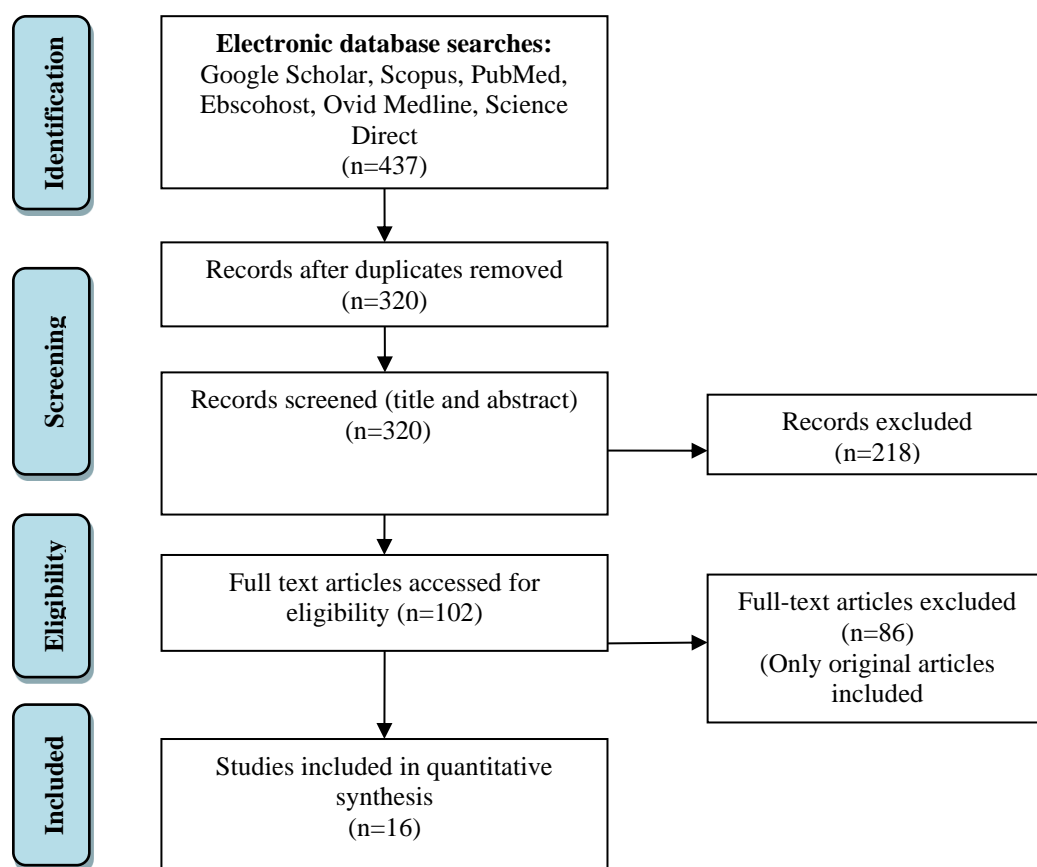 Identification
Electronic database searches:
Google Scholar, Scopus, PubMed,
Ebscohost, Ovid Medline, Science
Direct
(n=437)
Screening
Records after duplicates removed
(n=320)
Records screened (title and abstract)
(n=320)
Records excluded
(n=218)
Eligibility
Full text articles accessed for
eligibility (n=102)
Full-text articles excluded
(n=86)
(Only original articles
included
Included
Studies included in quantitative
synthesis
(n=16)